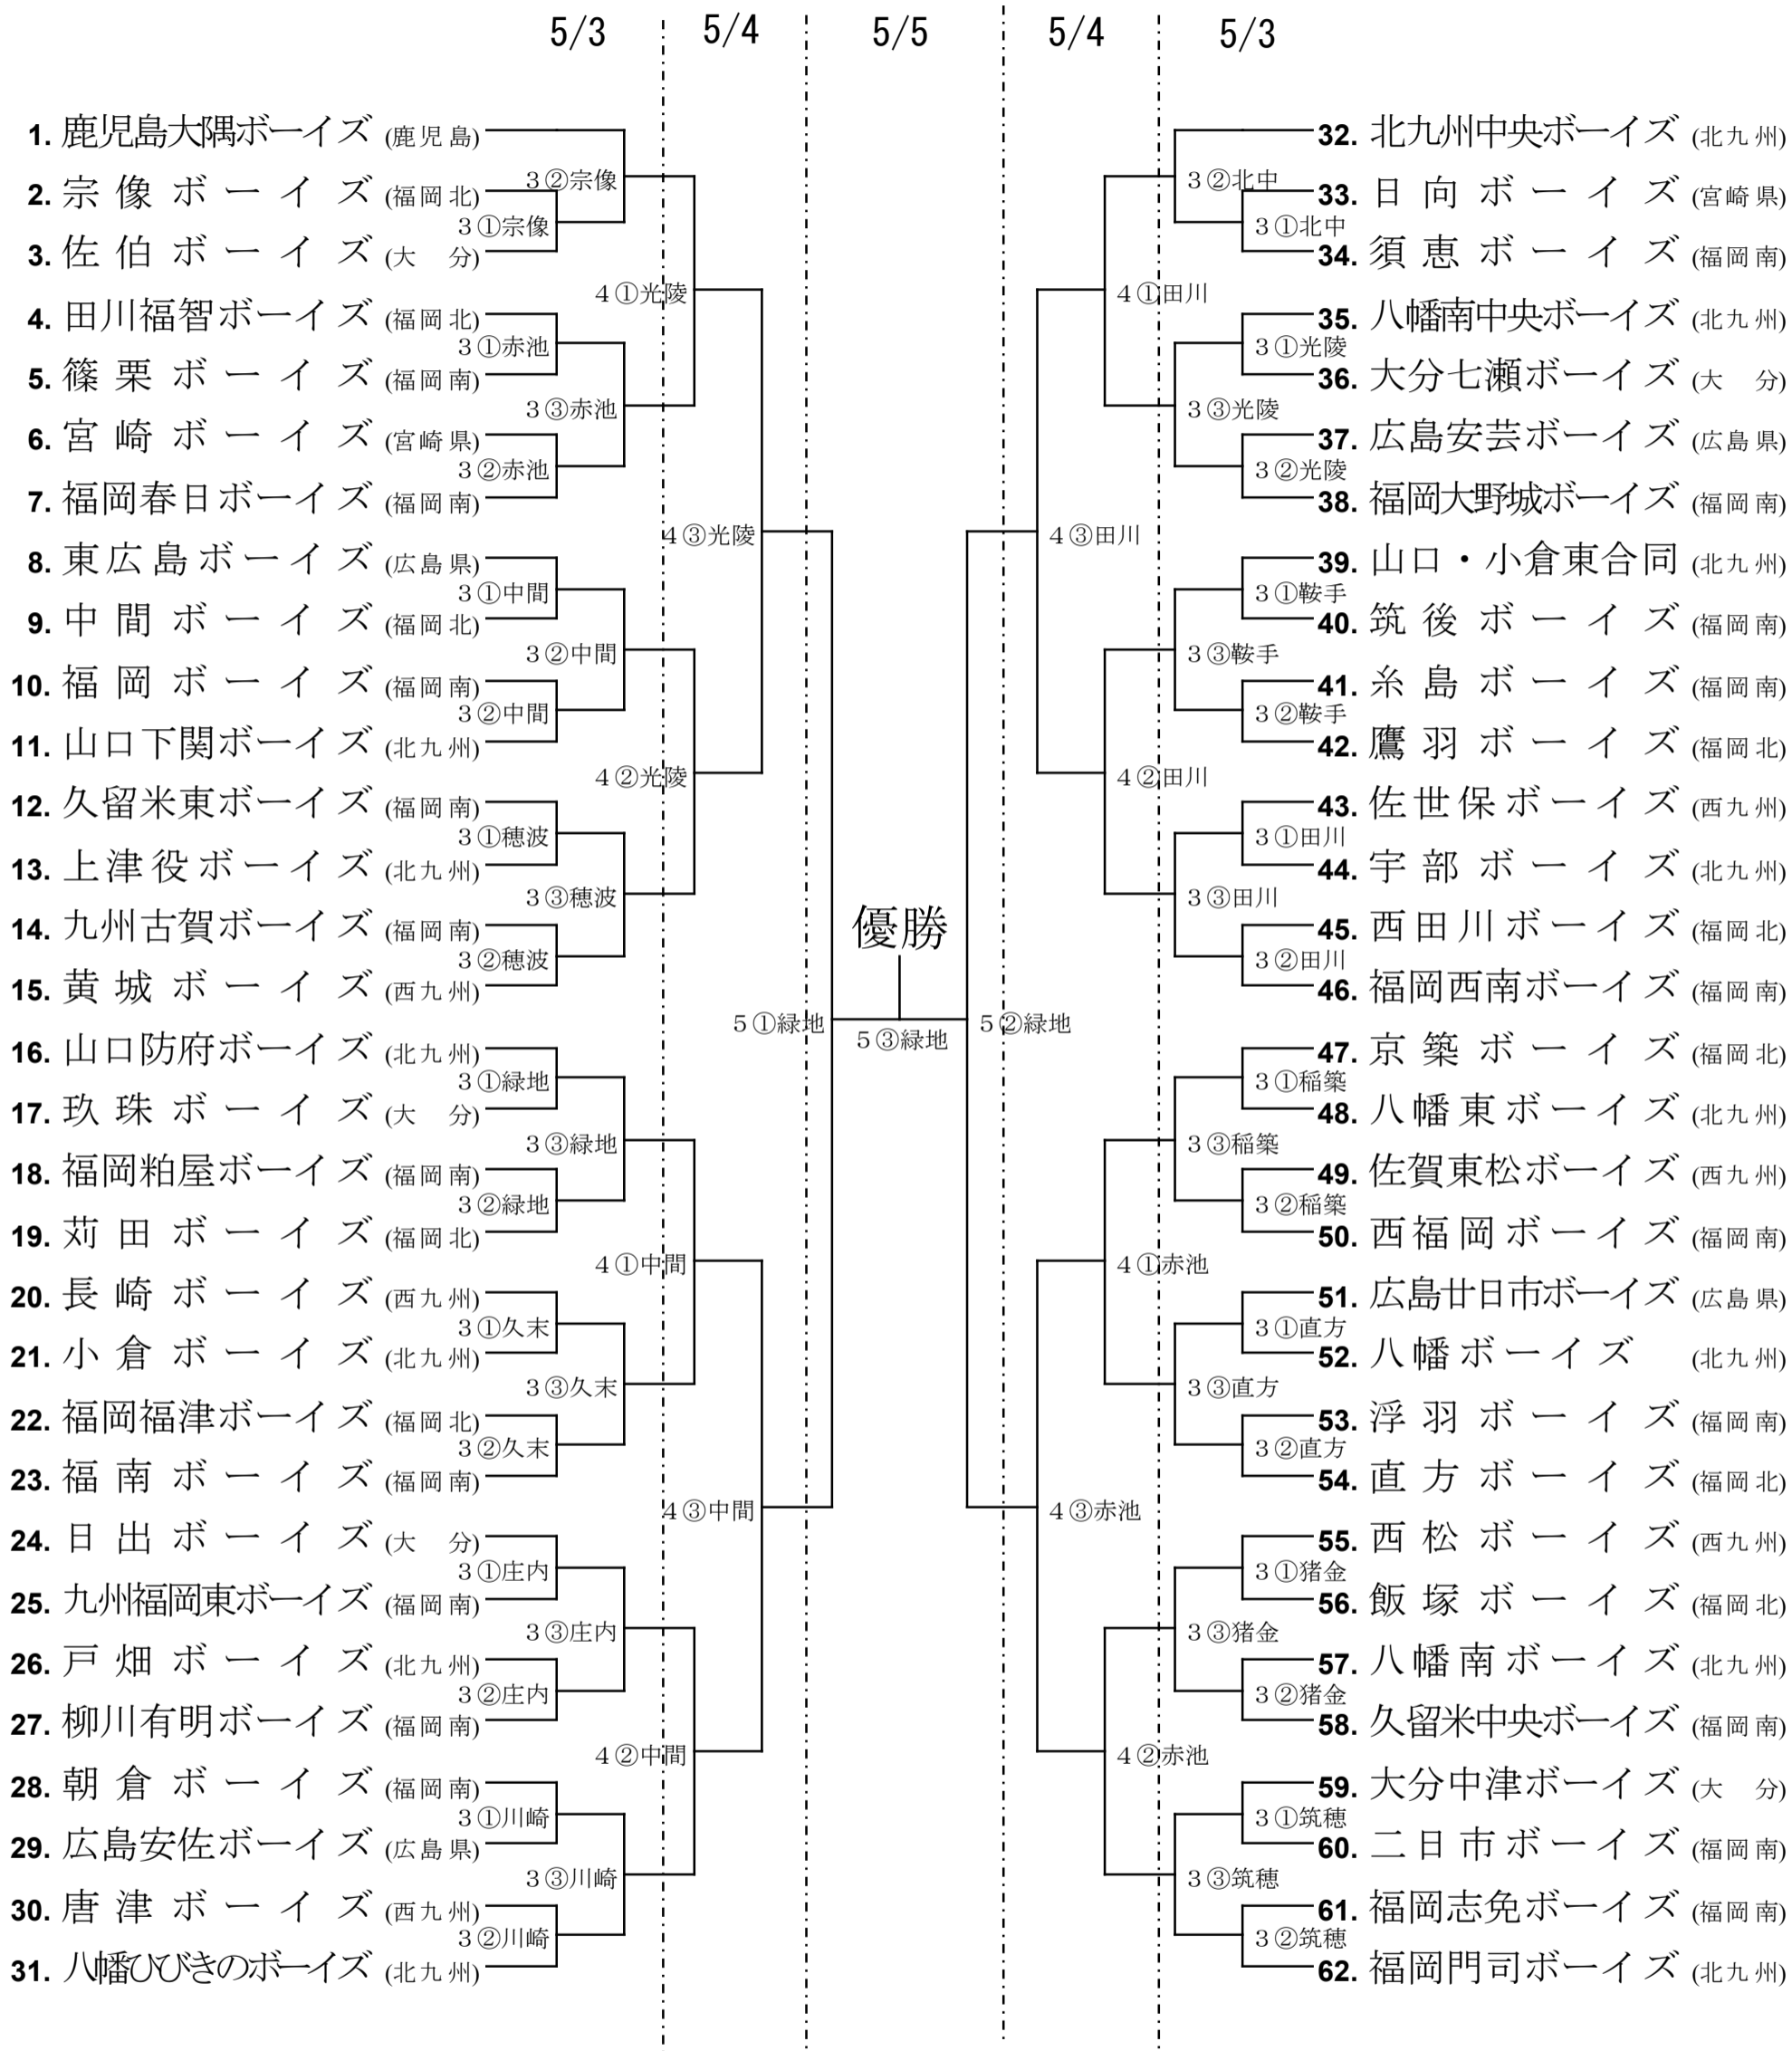 5/3 5/4 5/5 5/4 5/3
1. 鹿児島大隅ボーイズ (鹿児島)
2. 宗像ボーイズ (福岡北)
3. 佐伯ボーイズ (大分)
4. 田川福智ボーイズ (福岡北)
5. 篠栗ボーイズ (福岡南)
6. 宮崎ボーイズ (宮崎県)
7. 福岡春日ボーイズ (福岡南)
8. 東広島ボーイズ (広島県)
9. 中間ボーイズ (福岡北)
10. 福岡ボーイズ (福岡南)
11. 山口下関ボーイズ (北九州)
12. 久留米東ボーイズ (福岡南)
13. 上津役ボーイズ (北九州)
14. 九州古賀ボーイズ (福岡南)
15. 黄城ボーイズ (西九州)
16. 山口防府ボーイズ (北九州)
17. 玖珠ボーイズ (大分)
18. 福岡粕屋ボーイズ (福岡南)
19. 苅田ボーイズ (福岡北)
20. 長崎ボーイズ (西九州)
21. 小倉ボーイズ (北九州)
22. 福岡福津ボーイズ (福岡北)
23. 福南ボーイズ (福岡南)
24. 日出ボーイズ (大分)
25. 九州福岡東ボーイズ (福岡南)
26. 戸畑ボーイズ (北九州)
27. 柳川有明ボーイズ (福岡南)
28. 朝倉ボーイズ (福岡南)
29. 広島安佐ボーイズ (広島県)
30. 唐津ボーイズ (西九州)
31. 八幡ひびきのボーイズ (北九州)
3②宗像
3①宗像
3①赤池
3③赤池
3②赤池
3①中間
3②中間
3②中間
3①穂波
3③穂波
3②穂波
3①緑地
3③緑地
3②緑地
3①久末
3③久末
3②久末
3①庄内
3③庄内
3②庄内
3①川崎
3③川崎
3②川崎
4①光陵
4③光陵
4②光陵
4①中間
4③中間
4②中間
優勝
5①緑地
5③緑地
5②緑地
4①田川
4③田川
4②田川
4①赤池
4③赤池
4②赤池
3②北中
3①北中
3①光陵
3③光陵
3②光陵
3①鞍手
3③鞍手
3②鞍手
3①田川
3③田川
3②田川
3①稲築
3③稲築
3②稲築
3①直方
3③直方
3②直方
3①猪金
3③猪金
3②猪金
3①筑穂
3③筑穂
3②筑穂
32. 北九州中央ボーイズ (北九州)
33. 日向ボーイズ (宮崎県)
34. 須恵ボーイズ (福岡南)
35. 八幡南中央ボーイズ (北九州)
36. 大分七瀬ボーイズ (大分)
37. 広島安芸ボーイズ (広島県)
38. 福岡大野城ボーイズ (福岡南)
39. 山口・小倉東合同 (北九州)
40. 筑後ボーイズ (福岡南)
41. 糸島ボーイズ (福岡南)
42. 鷹羽ボーイズ (福岡北)
43. 佐世保ボーイズ (西九州)
44. 宇部ボーイズ (北九州)
45. 西田川ボーイズ (福岡北)
46. 福岡西南ボーイズ (福岡南)
47. 京築ボーイズ (福岡北)
48. 八幡東ボーイズ (北九州)
49. 佐賀東松ボーイズ (西九州)
50. 西福岡ボーイズ (福岡南)
51. 広島廿日市ボーイズ (広島県)
52. 八幡ボーイズ (北九州)
53. 浮羽ボーイズ (福岡南)
54. 直方ボーイズ (福岡北)
55. 西松ボーイズ (西九州)
56. 飯塚ボーイズ (福岡北)
57. 八幡南ボーイズ (北九州)
58. 久留米中央ボーイズ (福岡南)
59. 大分中津ボーイズ (大分)
60. 二日市ボーイズ (福岡南)
61. 福岡志免ボーイズ (福岡南)
62. 福岡門司ボーイズ (北九州)